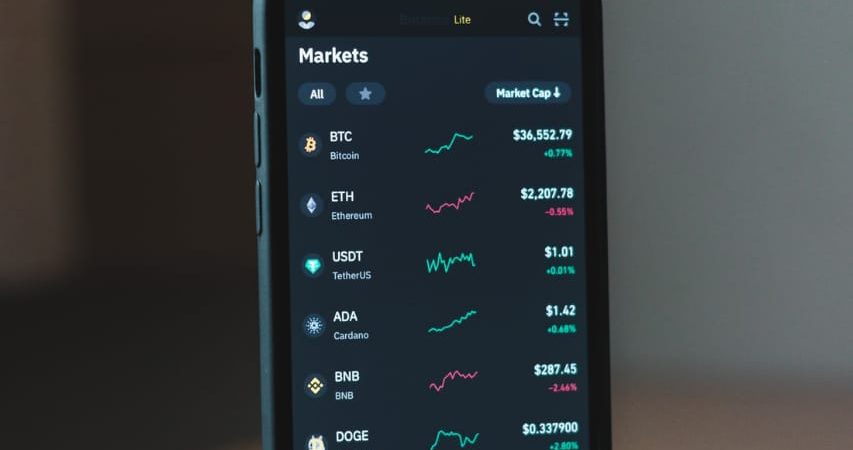 Lite
Markets
All
Market Cap↓
BTC
$36,552.79
Bitcoin
+0.77%
ETH
$2,207.78
Ethereum
-0.55%
USDT
$1.01
TetherUS
+0.01%
ADA
$1.42
Cardano
+0.68%
BNB
$287.45
BNB
-2.46%
DOGE
$0.337900
+2.80%